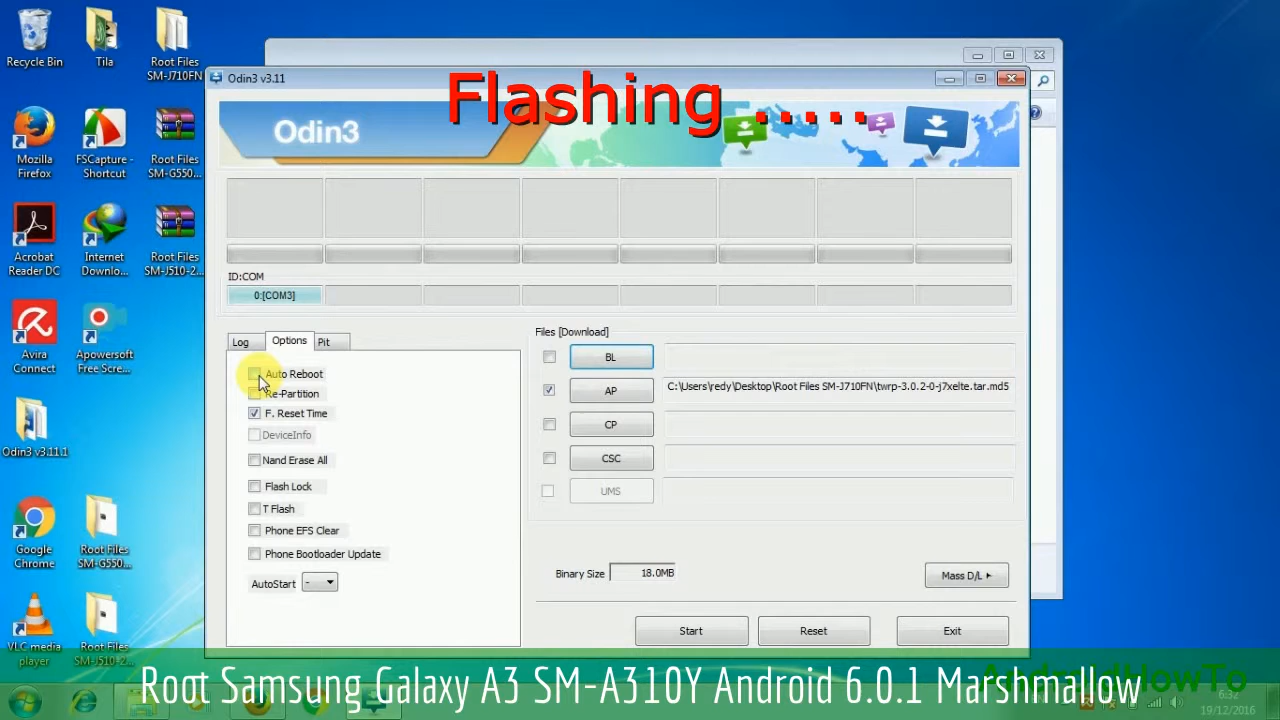 Recycle Bin
Tila
Root Files
SM-J710FN
Odin3 v3.11
Flashing .....
Odin3
Mozilla
Firefox
FSCapture -
Shortcut
Root Files
SM-G550...
Acrobat
Reader DC
Internet
Downlo...
Root Files
SM-J510-2...
ID:COM
0:[COM3]
Avira
Connect
Apowersoft
Free Scre...
Log
Options
Pit
Auto Reboot
Re-Partition
F. Reset Time
DeviceInfo
Nand Erase All
Flash Lock
T Flash
Phone EFS Clear
Phone Bootloader Update
AutoStart
-
Files [Download]
BL
AP
C:\Users\redy\Desktop\Root Files SM-J710FN\twrp-3.0.2-0-j7xelte.tar.md5
CP
CSC
UMS
Binary Size
18.0MB
Mass D/L
Start
Reset
Exit
Odin3 v3.11.1
Google
Chrome
Root Files
SM-G550...
VLC media
player
Root Files
SM-J510-2...
Root Samsung Galaxy A3 SM-A310Y Android 6.0.1 Marshmallow
6:32
19/12/2016